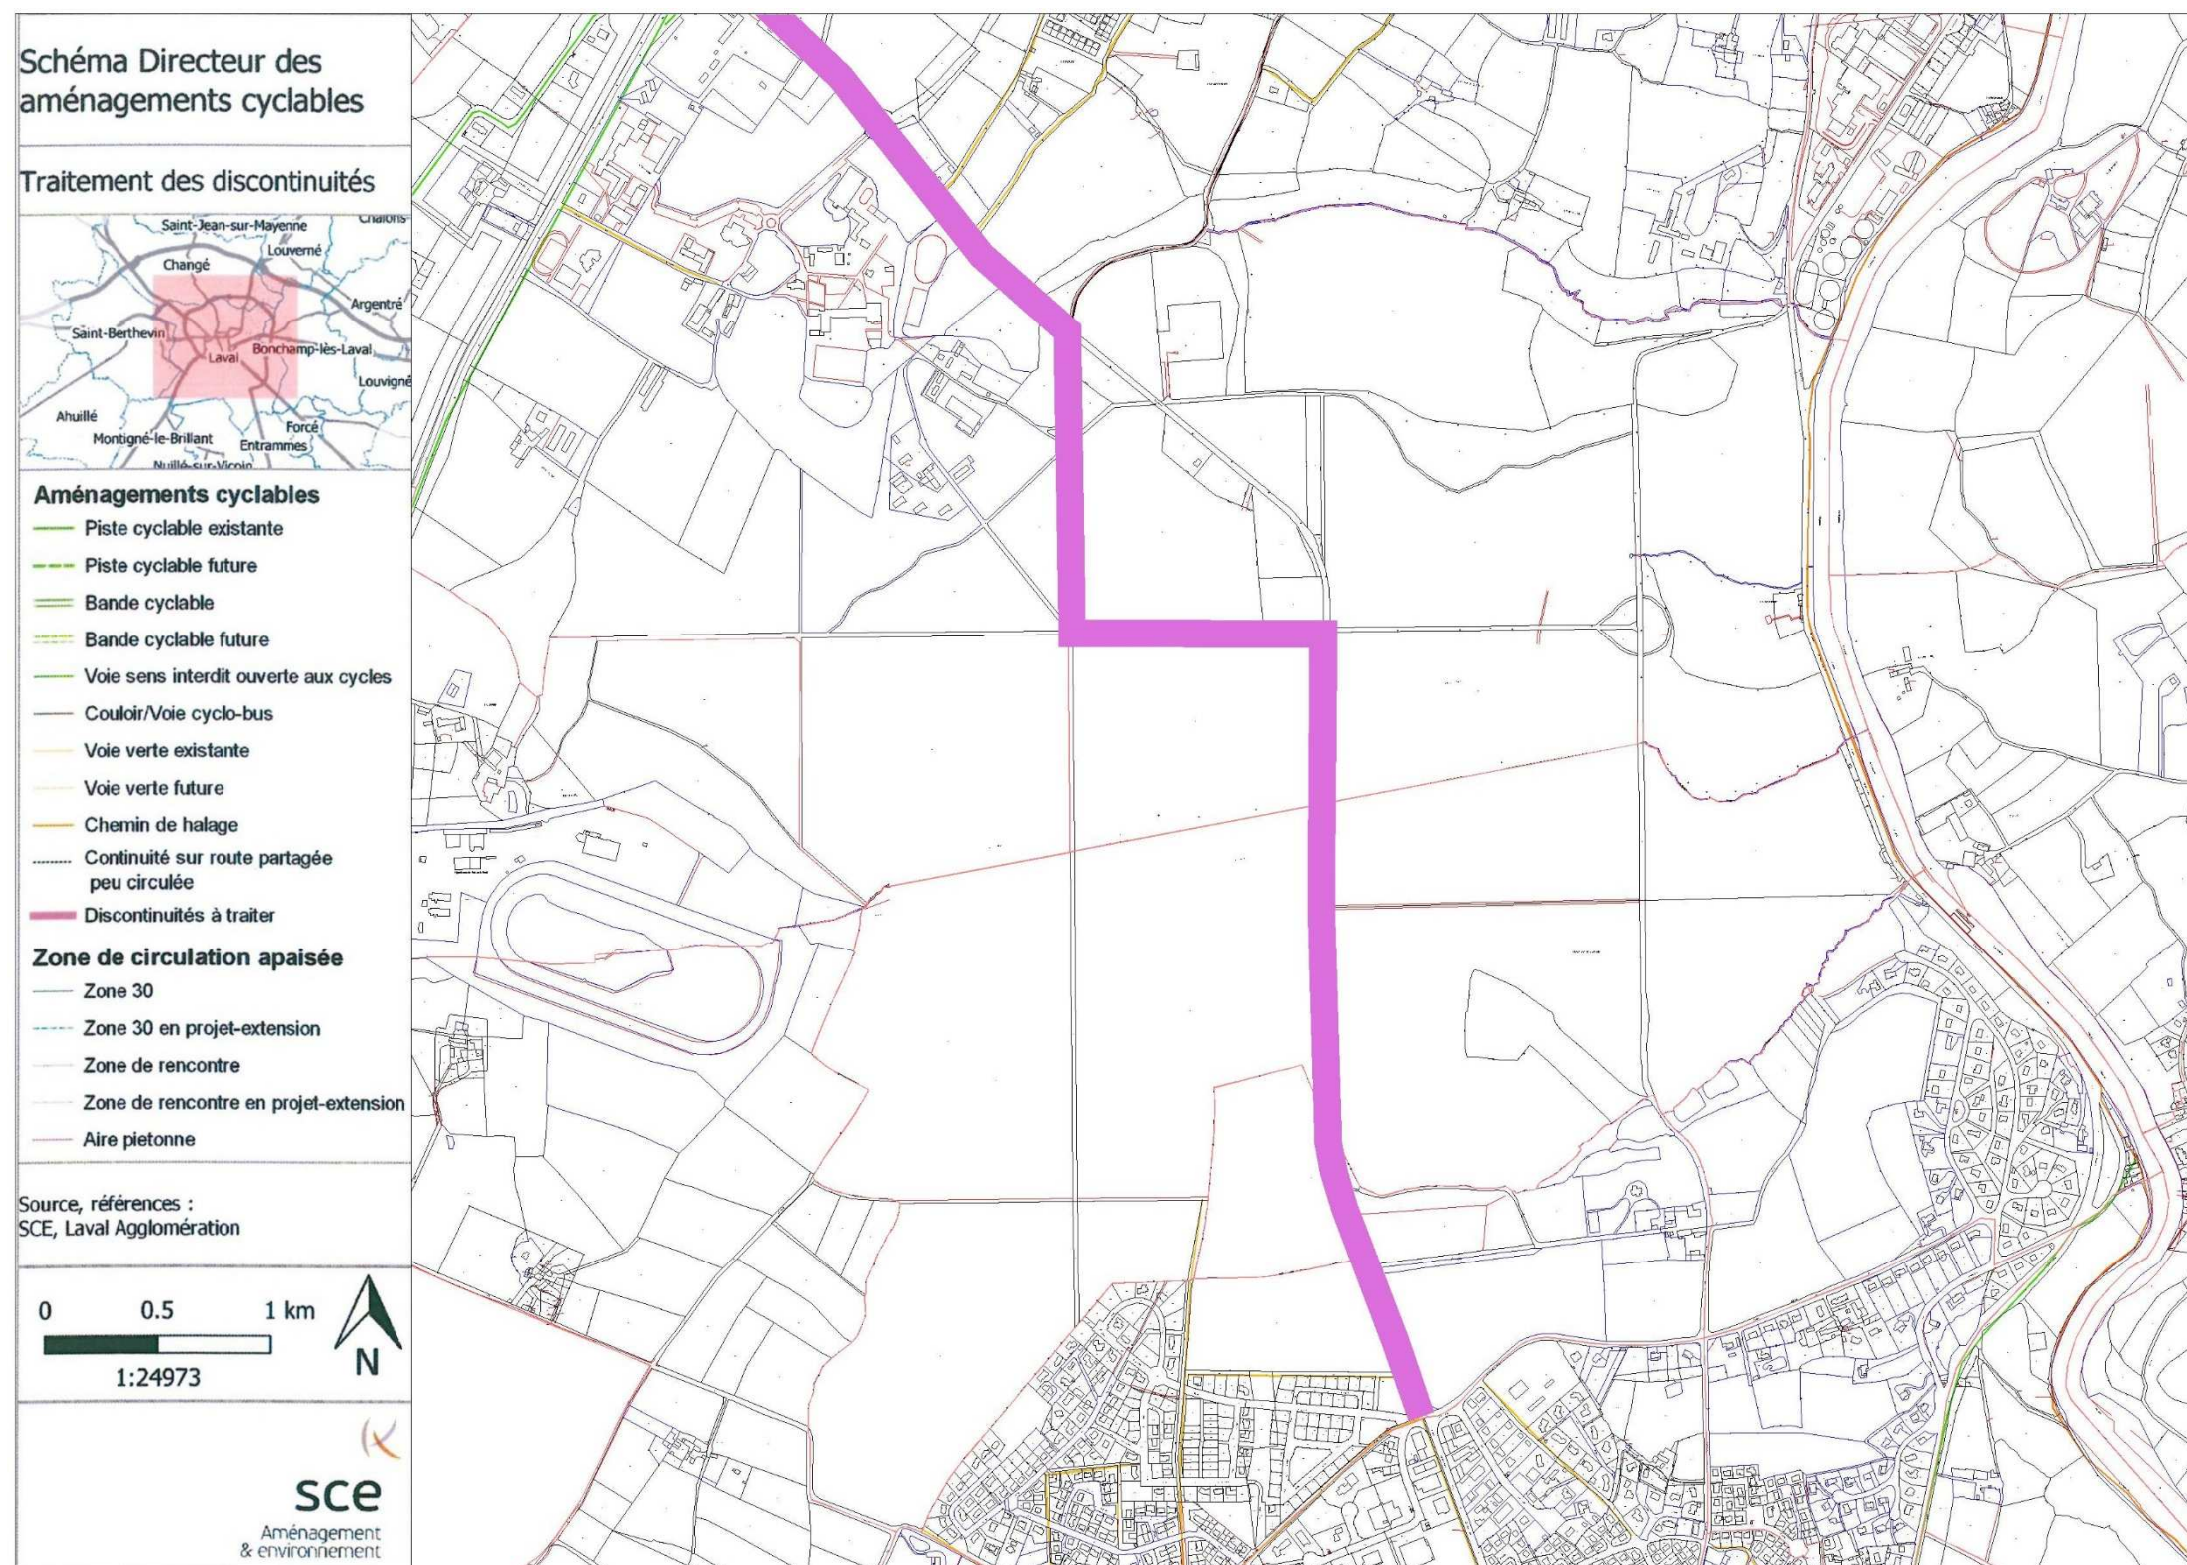 Schéma Directeur des
aménagements cyclables
Traitement des discontinuités
Saint-Jean-sur-Mayenne
Châlons-
Louverné
Changé
Argentré
Saint-Berthevin
Laval
Bonchamp-lès-Laval
Louvigné
Ahuillé
Forcé
Montigné-le-Brillant
Entrammes
Nuillé-sur-Vicoin
Aménagements cyclables
Piste cyclable existante
Piste cyclable future
Bande cyclable
Bande cyclable future
Voie sens interdit ouverte aux cycles
Couloir/Voie cyclo-bus
Voie verte existante
Voie verte future
Chemin de halage
Continuité sur route partagée
peu circulée
Discontinuités à traiter
Zone de circulation apaisée
Zone 30
Zone 30 en projet-extension
Zone de rencontre
Zone de rencontre en projet-extension
Aire pietonne
Source, références :
SCE, Laval Agglomération
0 0.5 1 km
N
1:24973
sce
Aménagement
& environnement